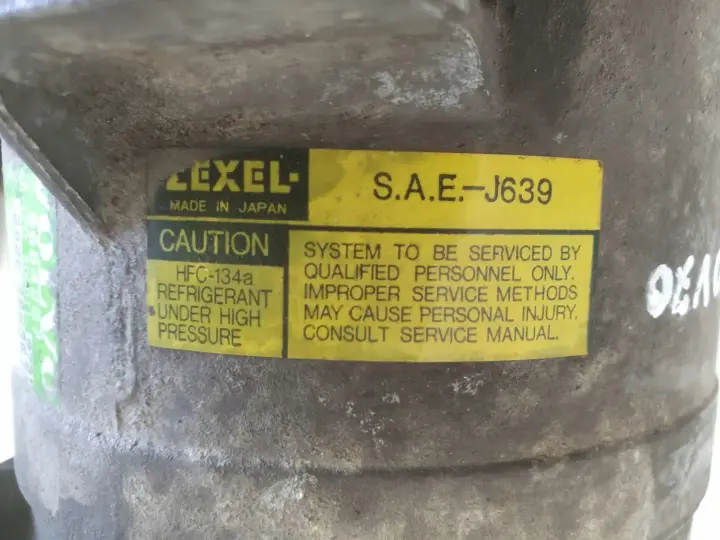 ZEXEL
MADE IN JAPAN
S.A.E.-J639
CAUTION
HFC-134a
REFRIGERANT
UNDER HIGH
PRESSURE
SYSTEM TO BE SERVICED BY
QUALIFIED PERSONNEL ONLY.
IMPROPER SERVICE METHODS
MAY CAUSE PERSONAL INJURY.
CONSULT SERVICE MANUAL.